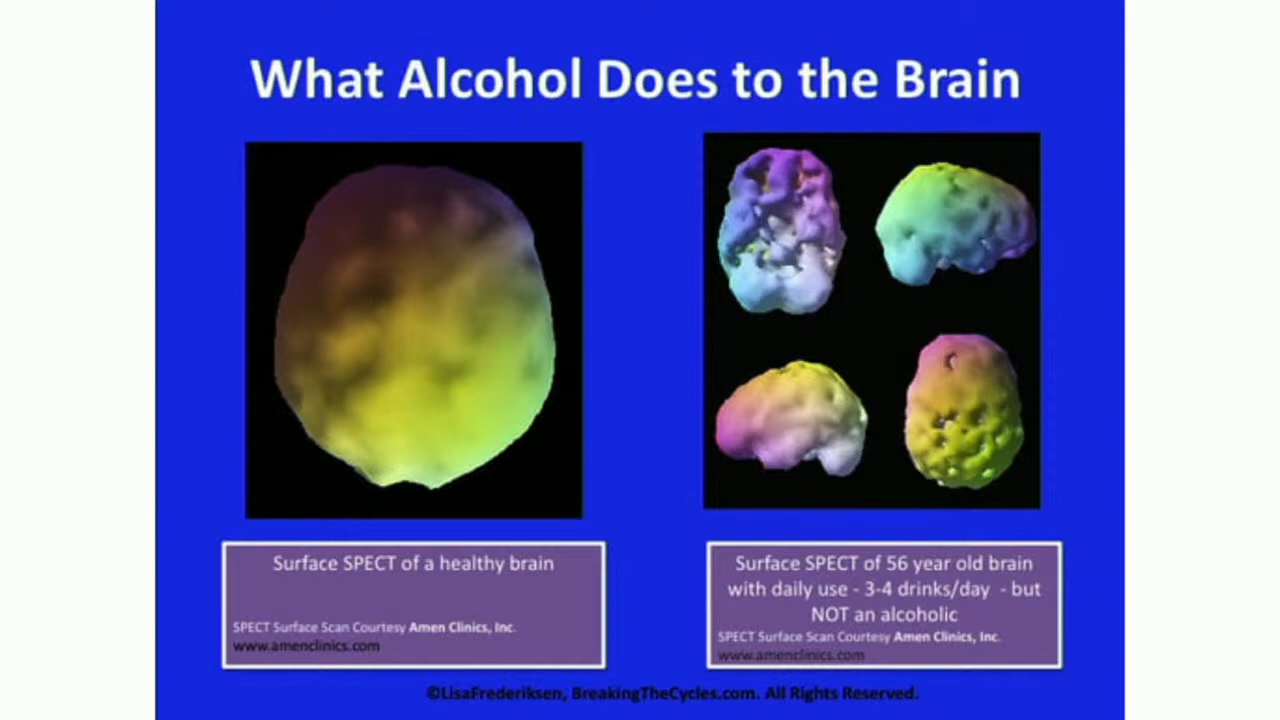 What Alcohol Does to the Brain
Surface SPECT of a healthy brain
SPECT Surface Scan Courtesy Amen Clinics, Inc.
www.amenclinics.com
Surface SPECT of 56 year old brain
with daily use - 3-4 drinks/day - but
NOT an alcoholic
SPECT Surface Scan Courtesy Amen Clinics, Inc.
www.amenclinics.com
©LisaFrederiksen, BreakingTheCycles.com. All Rights Reserved.